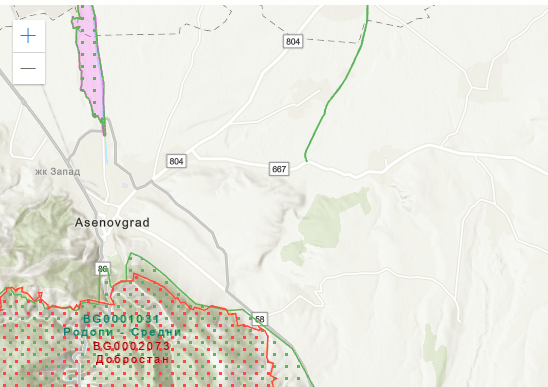 804
804
667
жк Запад
Asenovgrad
86
58
BG0001031
Родопи - Средни
BG0002073
Добростан